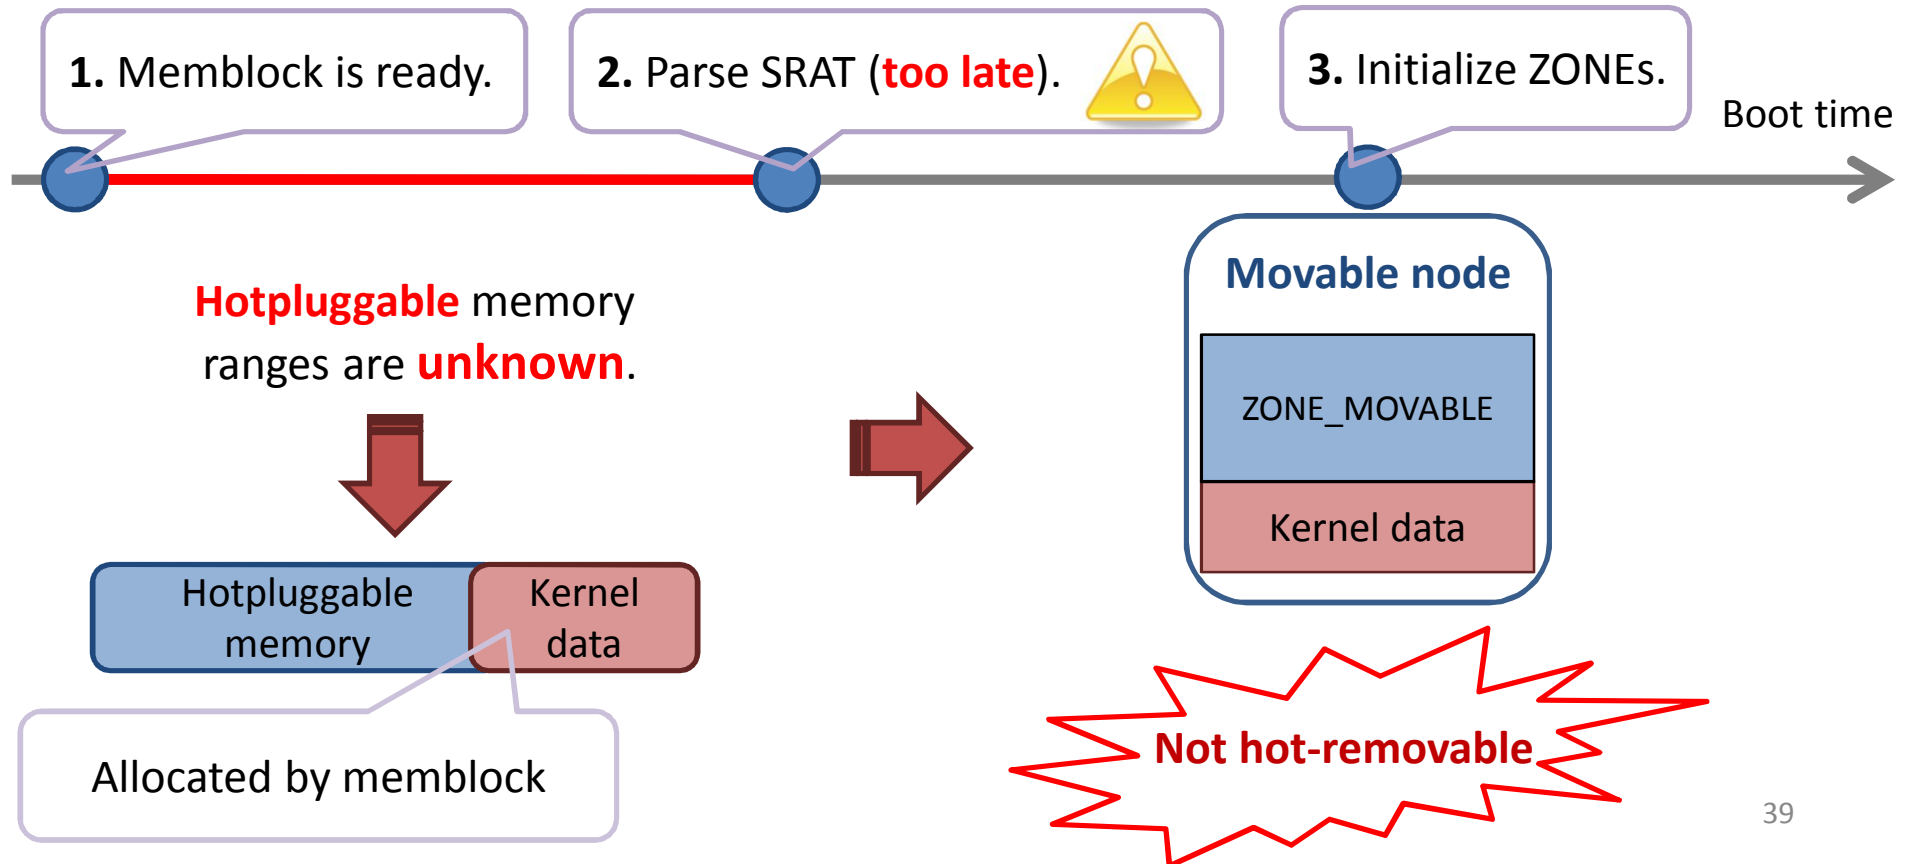 1. Memblock is ready.
2. Parse SRAT (too late).
3. Initialize ZONEs.
Boot time
Hotpluggable memory
ranges are unknown.
Hotpluggable
memory
Kernel
data
Allocated by memblock
Movable node
ZONE_MOVABLE
Kernel data
Not hot-removable
39